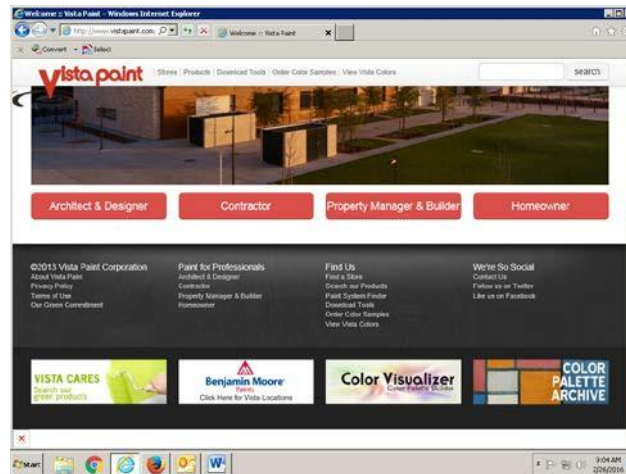 Welcome :: Vista Paint - Windows Internet Explorer
http://www.vistapaint.com/
Welcome :: Vista Paint
Convert
Select
Vista paint
Stores | Products | Download Tools | Order Color Samples | View Vista Colors
search
Architect & Designer
Contractor
Property Manager & Builder
Homeowner
©2013 Vista Paint Corporation
About Vista Paint
Privacy Policy
Terms of Use
Our Green Commitment
Paint for Professionals
Architect & Designer
Contractor
Property Manager & Builder
Homeowner
Find Us
Find a Store
Search our Products
Paint System Finder
Download Tools
Order Color Samples
View Vista Colors
We're So Social
Contact Us
Follow us on Twitter
Like us on Facebook
VISTA CARES
Search our
green products
Benjamin Moore
Paints
Click Here for Vista Locations
Color Visualizer
Color Palette Builder
COLOR
PALETTE
ARCHIVE
Start
9:04 AM
2/26/2016